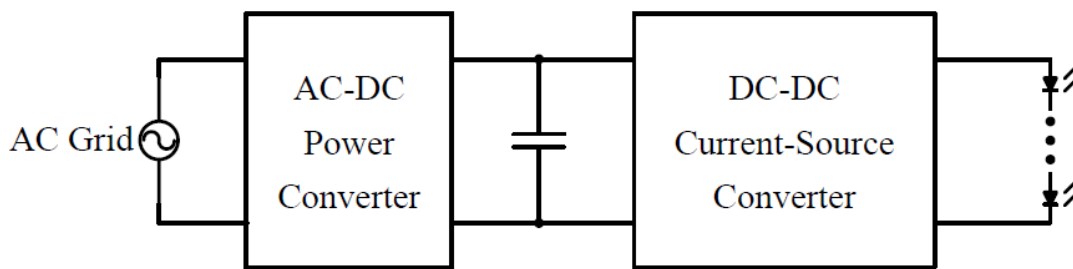 AC Grid
AC-DC
Power
Converter
DC-DC
Current-Source
Converter